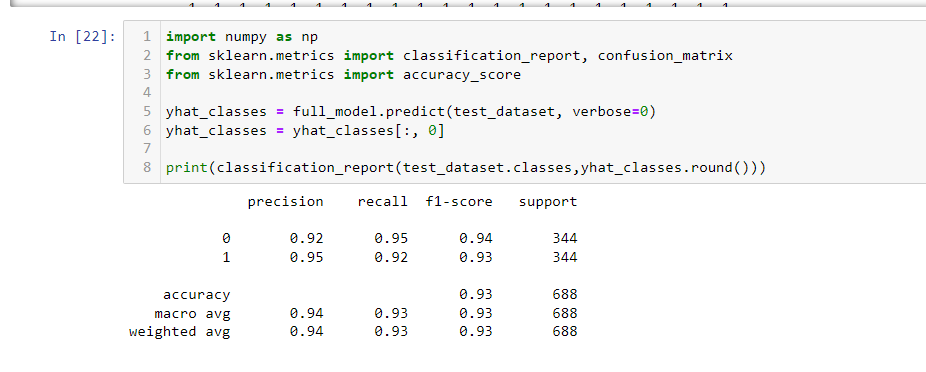 In [22]:
1 import numpy as np
2 from sklearn.metrics import classification_report, confusion_matrix
3 from sklearn.metrics import accuracy_score
4
5 yhat_classes = full_model.predict(test_dataset, verbose=0)
6 yhat_classes = yhat_classes[:, 0]
7
8 print(classification_report(test_dataset.classes,yhat_classes.round()))
precision recall f1-score support
0 0.92 0.95 0.94 344
1 0.95 0.92 0.93 344
accuracy 0.93 688
macro avg 0.94 0.93 0.93 688
weighted avg 0.94 0.93 0.93 688